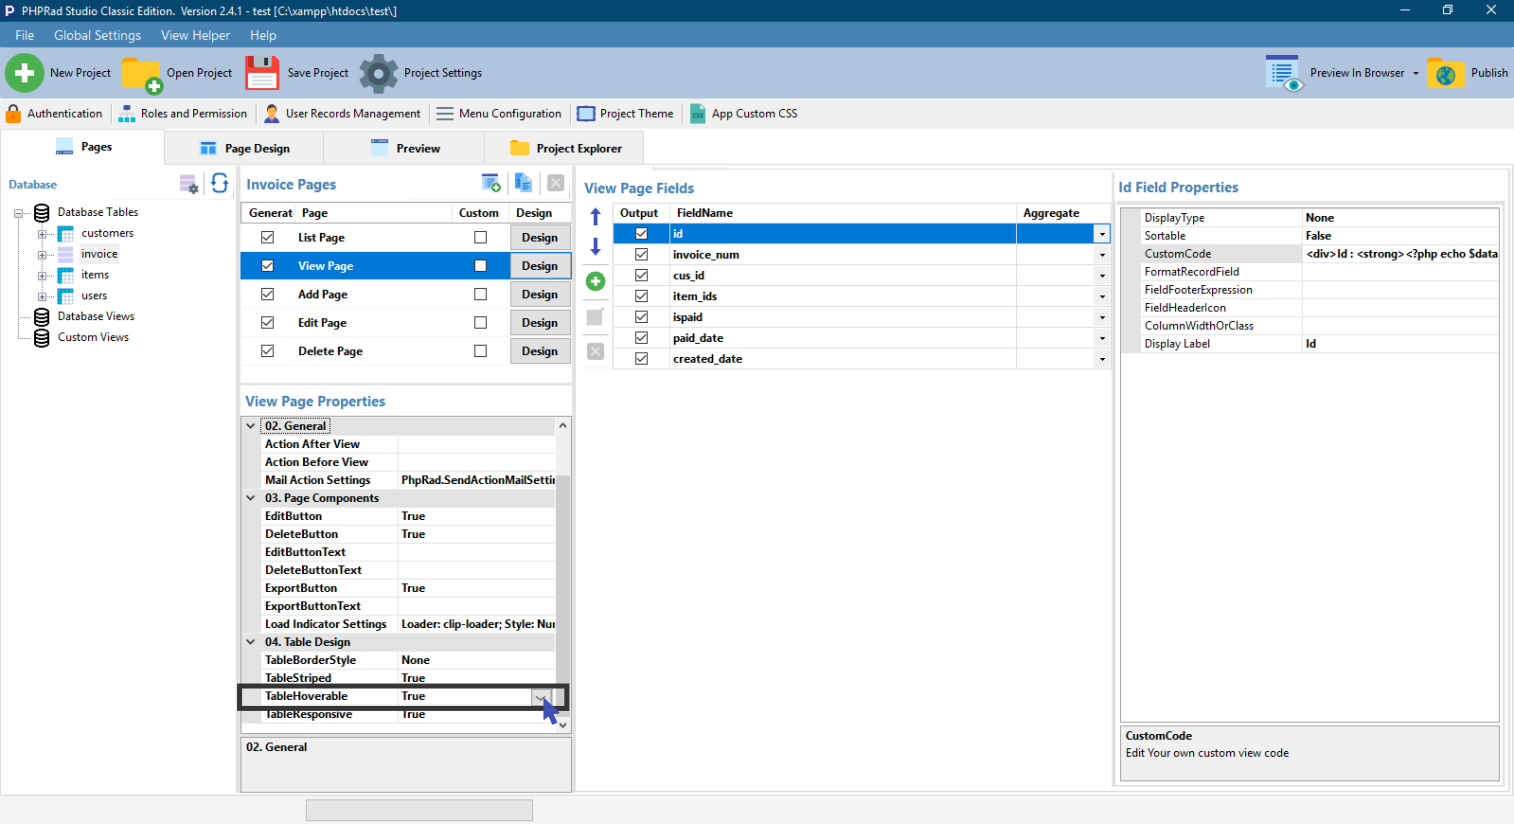 PHPRad Studio Classic Edition.  Version 2.4.1 - test [C:\xampp\htdocs\test\]
File Global Settings View Helper Help
New Project Open Project Save Project Project Settings Preview In Browser Publish
Authentication Roles and Permission User Records Management Menu Configuration Project Theme App Custom CSS
Pages Page Design Preview Project Explorer
Database
Database Tables
customers
invoice
items
users
Database Views
Custom Views
Invoice Pages
Generat Page Custom Design
List Page Design
View Page Design
Add Page Design
Edit Page Design
Delete Page Design
View Page Properties
02. General
Action After View
Action Before View
Mail Action Settings PhpRad.SendActionMailSettin
03. Page Components
EditButton True
DeleteButton True
EditButtonText
DeleteButtonText
ExportButton True
ExportButtonText
Load Indicator Settings Loader: clip-loader; Style: Nur
04. Table Design
TableBorderStyle None
TableStriped True
TableHoverable True
TableResponsive True
02. General
View Page Fields
Output FieldName Aggregate
id
invoice_num
cus_id
item_ids
ispaid
paid_date
created_date
Id Field Properties
DisplayType None
Sortable False
CustomCode <div>Id : <strong><?php echo $data
FormatRecordField
FieldFooterExpression
FieldHeaderIcon
ColumnWidthOrClass
Display Label Id
CustomCode
Edit Your own custom view code